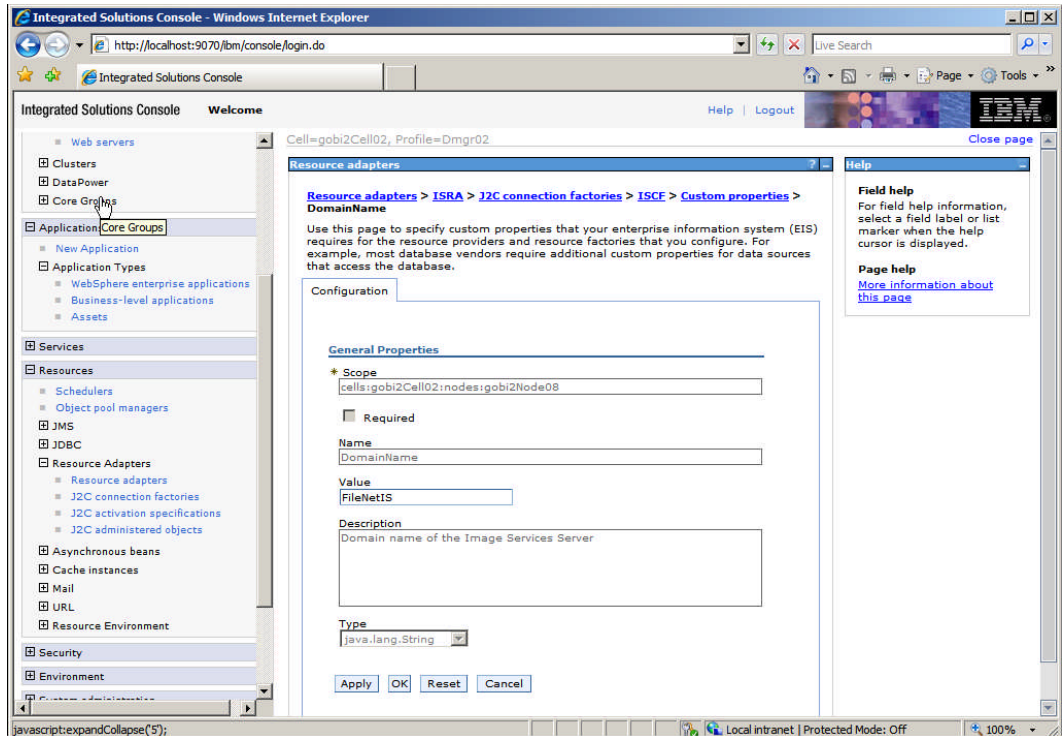 Integrated Solutions Console - Windows Internet Explorer
http://localhost:9070/ibm/console/login.do
Live Search
Integrated Solutions Console
Page
Tools
Integrated Solutions Console Welcome
Help | Logout
IBM.
Web servers
Clusters
DataPower
Core Groups
Core Groups
Application
New Application
Application Types
WebSphere enterprise applications
Business-level applications
Assets
Services
Resources
Schedulers
Object pool managers
JMS
JDBC
Resource Adapters
Resource adapters
J2C connection factories
J2C activation specifications
J2C administered objects
Asynchronous beans
Cache instances
Mail
URL
Resource Environment
Security
Environment
System administration
Cell=gobi2Cell02, Profile=Dmgr02
Close page
Resource adapters
? -
Resource adapters > ISRA > J2C connection factories > ISCF > Custom properties >
DomainName
Use this page to specify custom properties that your enterprise information system (EIS)
requires for the resource providers and resource factories that you configure. For
example, most database vendors require additional custom properties for data sources
that access the database.
Configuration
General Properties
* Scope
cells:gobi2Cell02:nodes:gobi2Node08
Required
Name
DomainName
Value
FileNetIS
Description
Domain name of the Image Services Server
Type
java.lang.String
Apply OK Reset Cancel
Help
Field help
For field help information,
select a field label or list
marker when the help
cursor is displayed.
Page help
More information about
this page
javascript:expandCollapse('5');
Local intranet | Protected Mode: Off
100%